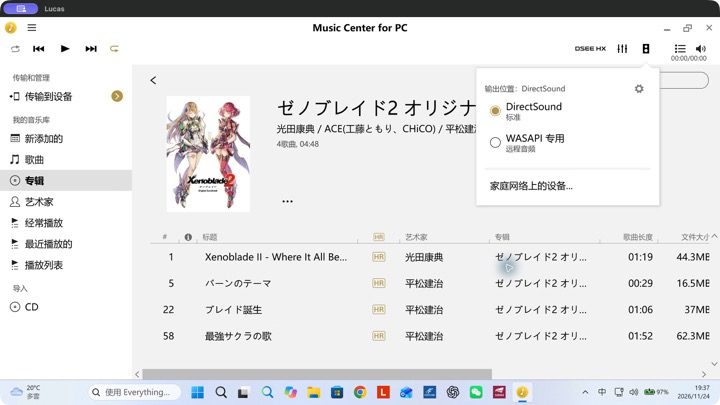 Lucas
Music Center for PC
DSEE HX
00:00/00:00
传输和管理
传输到设备
我的音乐库
新添加的
歌曲
专辑
艺术家
经常播放
最近播放的
播放列表
导入
CD
ゼノブレイド2 オリジナ
光田康典 / ACE(工藤ともり、CHiCO) / 平松建治
4歌曲, 04:48
Xenoblade 2
Original Soundtrack
...
输出位置: DirectSound
DirectSound
标准
WASAPI 专用
远程音频
家庭网络上的设备...
# 标题 HR 艺术家 专辑 歌曲长度 文件大小
1 Xenoblade II - Where It All Be... HR 光田康典 ゼノブレイド2 オリ... 01:19 44.3MB
5 バーンのテーマ HR 平松建治 ゼノブレイド2 オリ... 00:29 16.5MB
22 ブレイド誕生 HR 平松建治 ゼノブレイド2 オリ... 01:06 37MB
58 最強サクラの歌 HR 平松建治 ゼノブレイド2 オリ... 01:52 62.3MB
20°C
多云
使用 Everything...
中
97%
19:37
2026/11/24